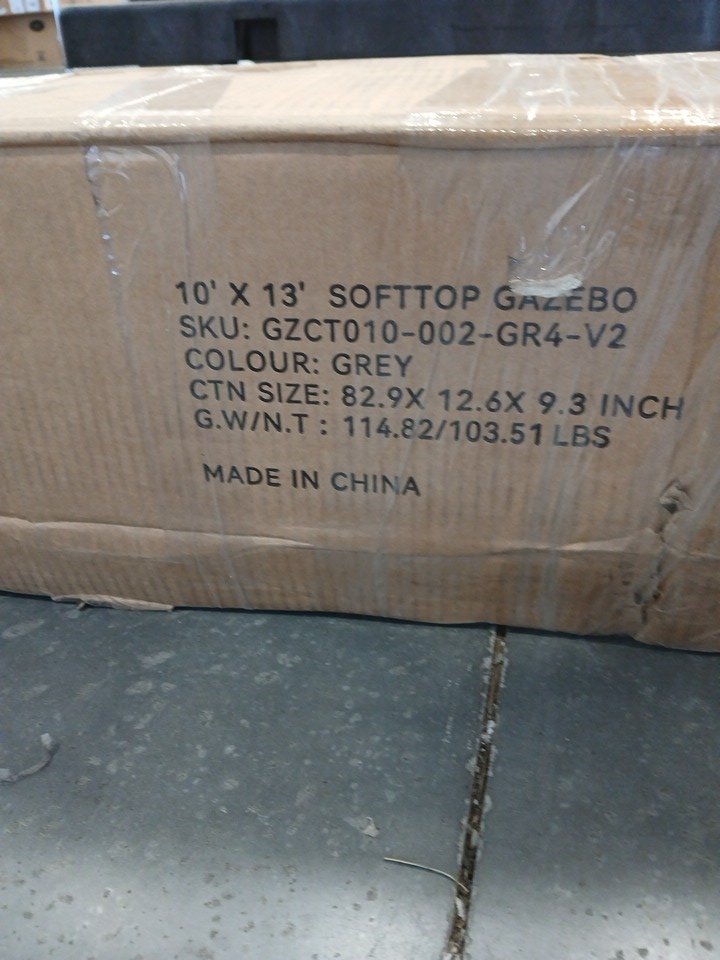 10' X 13' SOFTTOP GAZEBO
SKU: GZCT010-002-GR4-V2
COLOUR: GREY
CTN SIZE: 82.9X 12.6X 9.3 INCH
G.W/N.T : 114.82/103.51 LBS
MADE IN CHINA